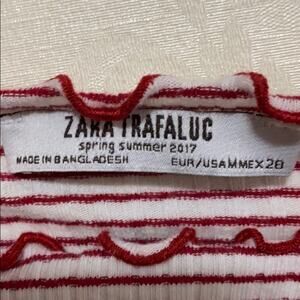 ZARA TRAFALUC
spring summer 2017
MADE IN BANGLADESH EUR/USA M MEX 28